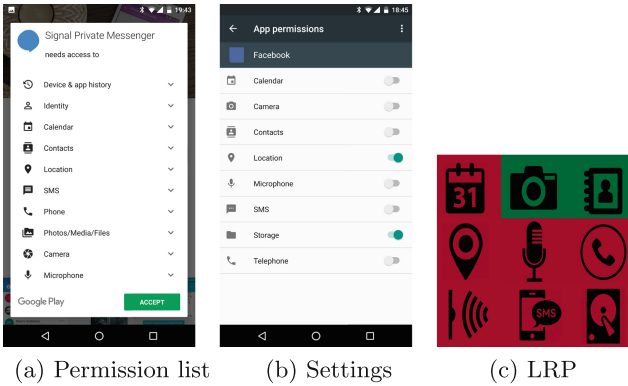 19:43
Signal Private Messenger
needs access to
Device & app history
Identity
Calendar
Contacts
Location
SMS
Phone
Photos/Media/Files
Camera
Microphone
Google Play
ACCEPT
18:45
App permissions
Facebook
Calendar
Camera
Contacts
Location
Microphone
SMS
Storage
Telephone
31
SMS
(a) Permission list
(b) Settings
(c) LRP